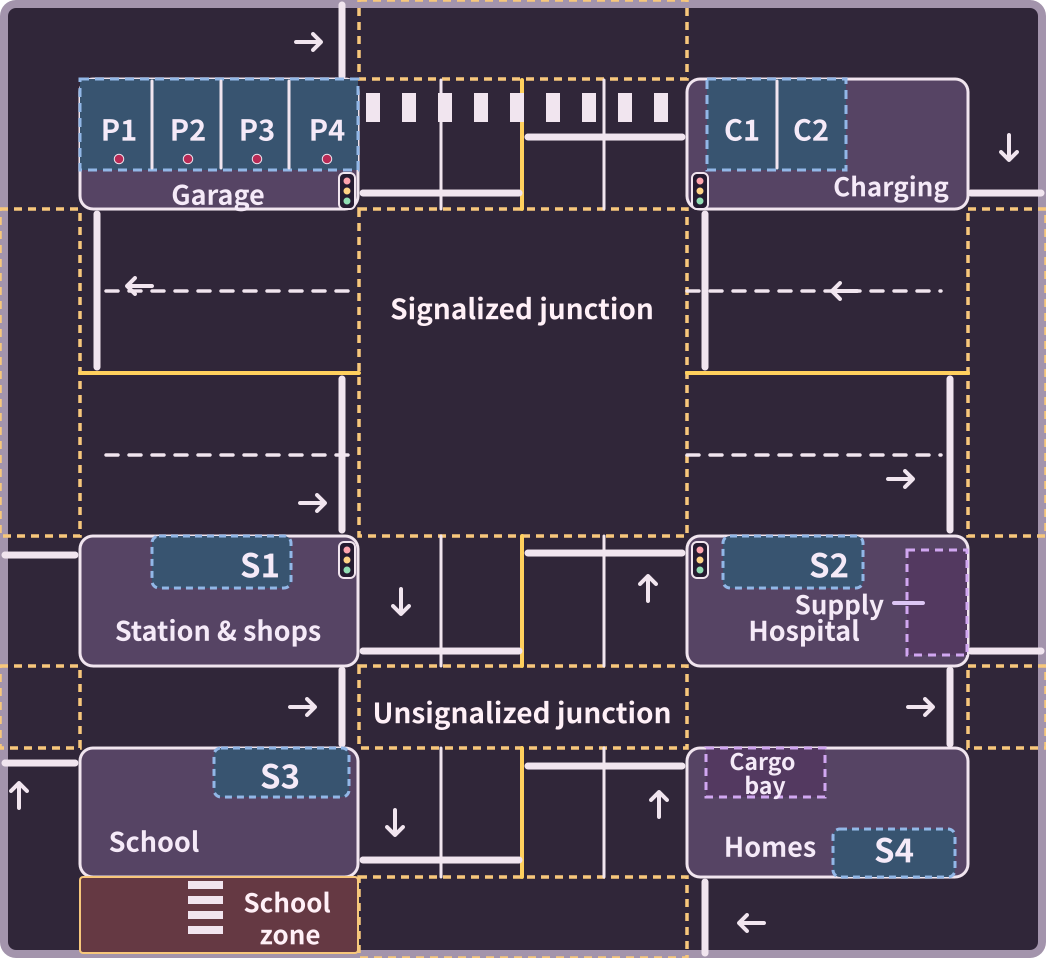 P1
P2
P3
P4
Garage
C1
C2
Charging
Signalized junction
S1
Station & shops
S2
Supply
Hospital
Unsignalized junction
S3
School
Cargo
bay
Homes
S4
School
zone